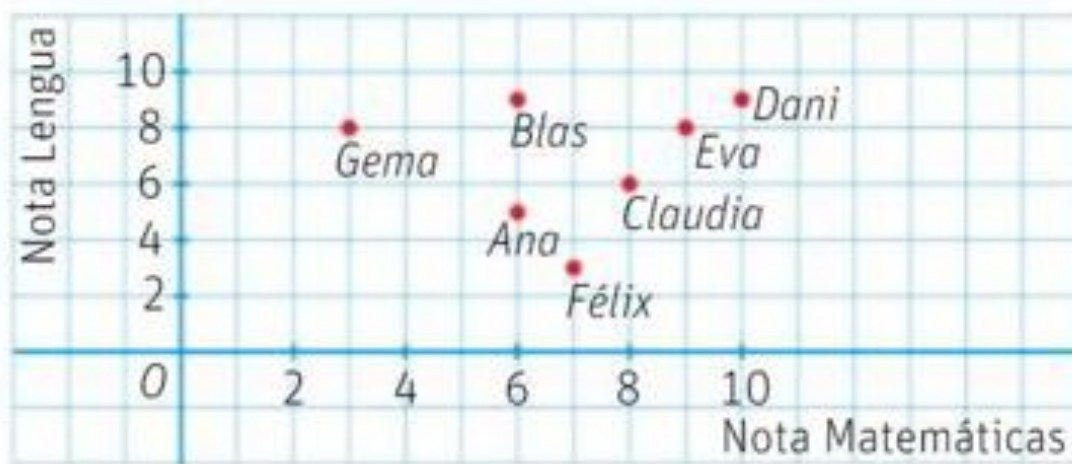 Nota Lengua
10
8
6
4
2
O
2 4 6 8 10
Nota Matemáticas
Gema
Blas
Dani
Eva
Claudia
Ana
Félix